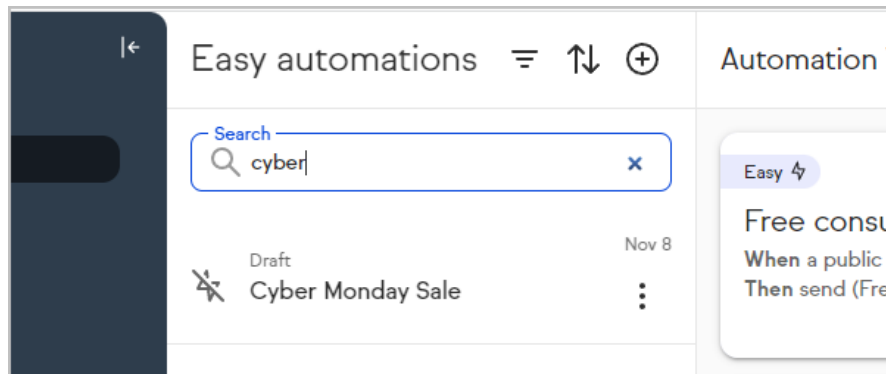 Easy automations
Search
cyber
Draft
Nov 8
Cyber Monday Sale
Automation
Easy
Free consu
When a public
Then send (Fre